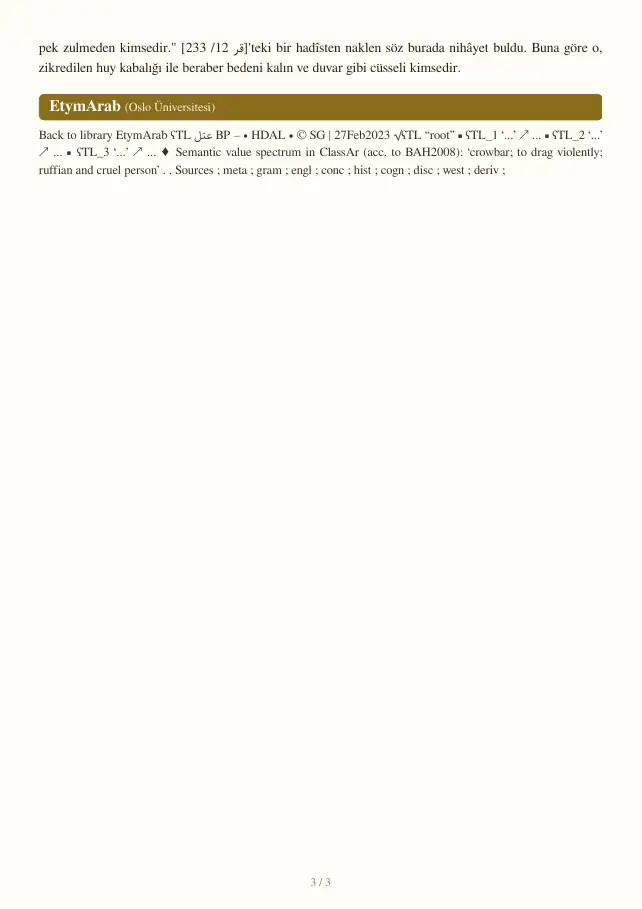 pek zulmeden kimsedir." [233 /12 قر]'teki bir hadîsten naklen söz burada nihâyet buldu. Buna göre o,
zikredilen huy kabalığı ile beraber bedeni kalın ve duvar gibi cüsseli kimsedir.
EtymArab (Oslo Üniversitesi)
Back to library EtymArab ʕTL عتل BP – • HDAL • © SG | 27Feb2023 √ʕTL “root” ▪ ʕTL_1 ‘...’ ↗ ... ▪ ʕTL_2 ‘...’
↗ ... ▪ ʕTL_3 ‘...’ ↗ ... ♦ Semantic value spectrum in ClassAr (acc. to BAH2008): ‘crowbar; to drag violently;
ruffian and cruel person’ . . Sources ; meta ; gram ; engl ; conc ; hist ; cogn ; disc ; west ; deriv ;
3 / 3